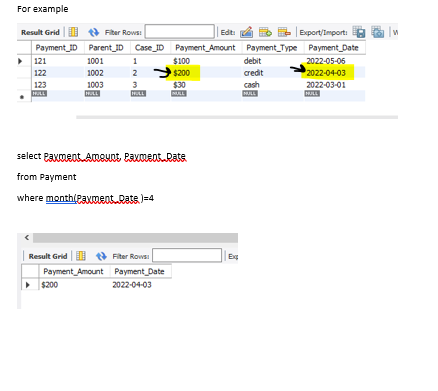 For example
Result Grid Filter Rows: Edit: Export/Import: W
Payment_ID Parent_ID Case_ID Payment_Amount Payment_Type Payment_Date
121 1001 1 $100 debit 2022-05-06
122 1002 2 $200 credit 2022-04-03
123 1003 3 $30 cash 2022-03-01
NULL NULL NULL NULL NULL NULL
select Payment_Amount, Payment_Date
from Payment
where month(Payment_Date )=4
Result Grid Filter Rows: Exp
Payment_Amount Payment_Date
$200 2022-04-03